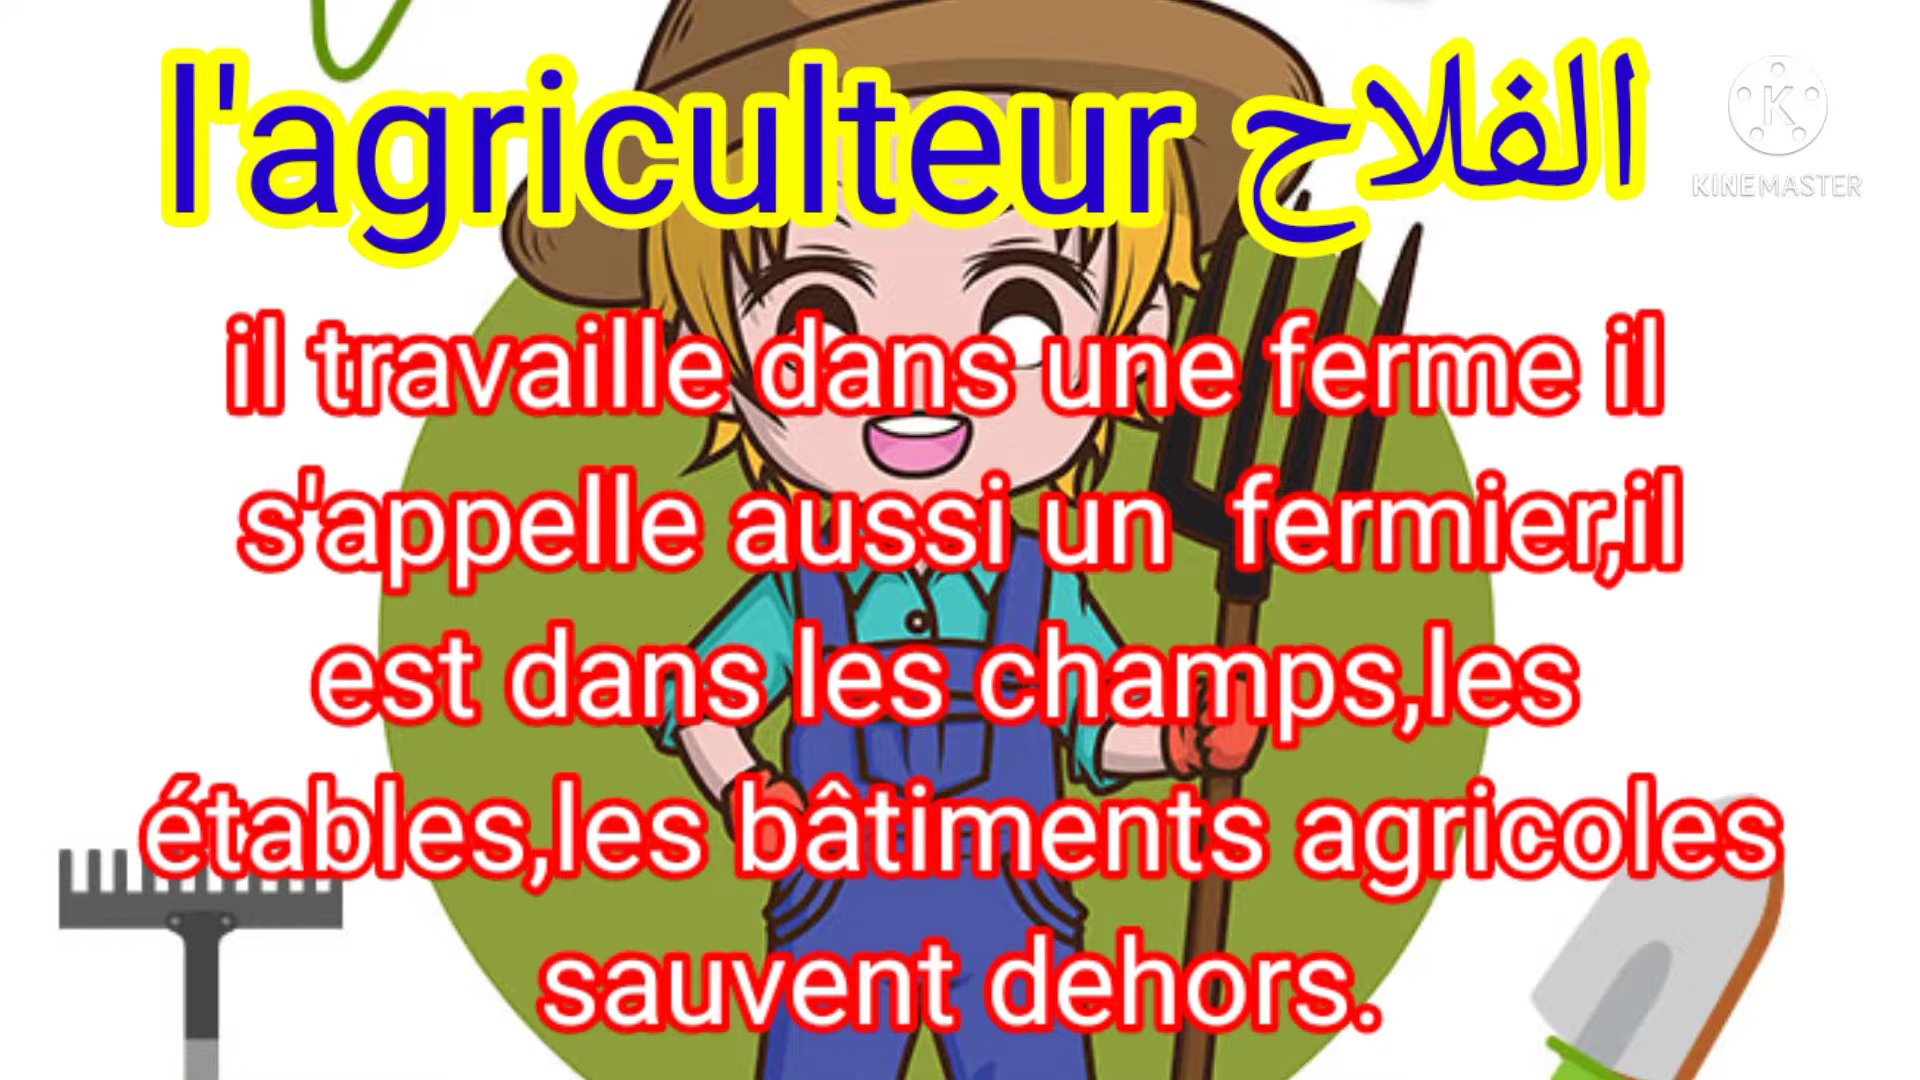 l'agriculteur الفلاح
K
KINEMASTER
il travaille dans une ferme il
s'appelle aussi un fermier,il
est dans les champs,les
étables,les bâtiments agricoles
sauvent dehors.